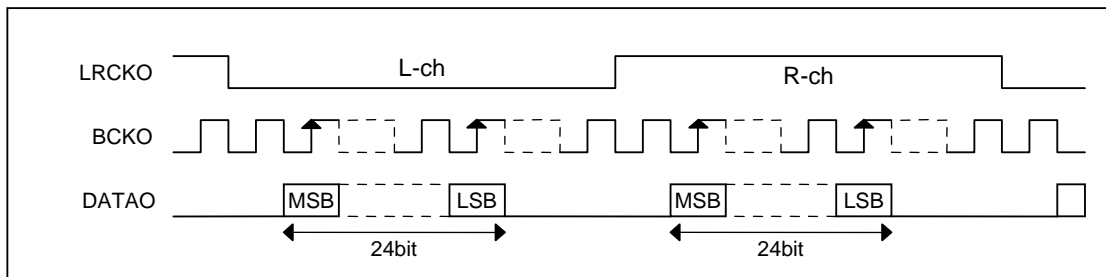 LRCKO L-ch R-ch
BCKO
DATAO MSB LSB MSB LSB
24bit 24bit